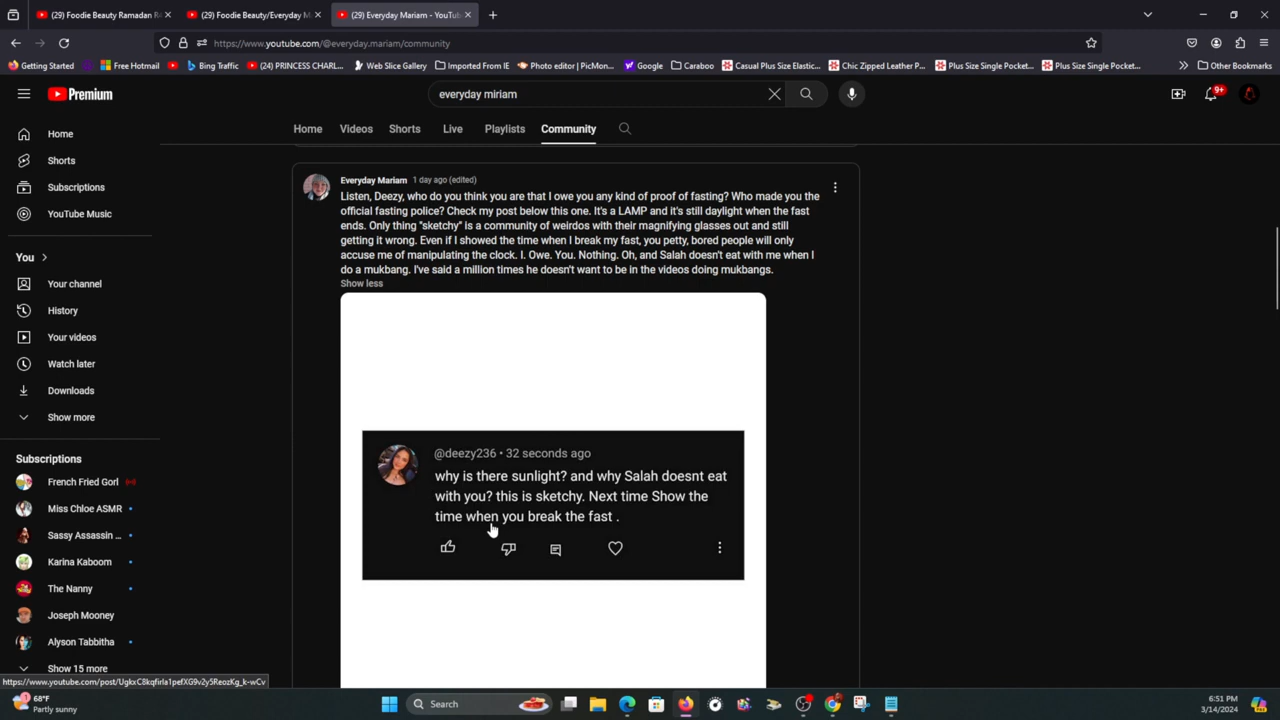 (29) Foodie Beauty Ramadan R
(29) Foodie Beauty/Everyday M
(29) Everyday Mariam - YouTub
https://www.youtube.com/@everyday.mariam/community
Getting Started
Free Hotmail
Bing Traffic
(24) PRINCESS CHARL...
Web Slice Gallery
Imported From IE
Photo editor | PicMon...
Google
Caraboo
Casual Plus Size Elastic...
Chic Zipped Leather P...
Plus Size Single Pocket...
Plus Size Single Pocket...
Other Bookmarks
Premium
everyday miriam
9+
Home
Videos
Shorts
Live
Playlists
Community
Home
Shorts
Subscriptions
YouTube Music
You
Your channel
History
Your videos
Watch later
Downloads
Show more
Subscriptions
French Fried Gorl
Miss Chloe ASMR
Sassy Assassin ...
Karina Kaboom
The Nanny
Joseph Mooney
Alyson Tabbitha
Show 15 more
Everyday Mariam 1 day ago (edited)
Listen, Deezy, who do you think you are that I owe you any kind of proof of fasting? Who made you the
official fasting police? Check my post below this one. It's a LAMP and it's still daylight when the fast
ends. Only thing "sketchy" is a community of weirdos with their magnifying glasses out and still
getting it wrong. Even if I showed the time when I break my fast, you petty, bored people will only
accuse me of manipulating the clock. I. Owe. You. Nothing. Oh, and Salah doesn't eat with me when I
do a mukbang. I've said a million times he doesn't want to be in the videos doing mukbangs.
Show less
@deezy236 • 32 seconds ago
why is there sunlight? and why Salah doesnt eat
with you? this is sketchy. Next time Show the
time when you break the fast .
68°F
Partly sunny
Search
6:51 PM
3/14/2024